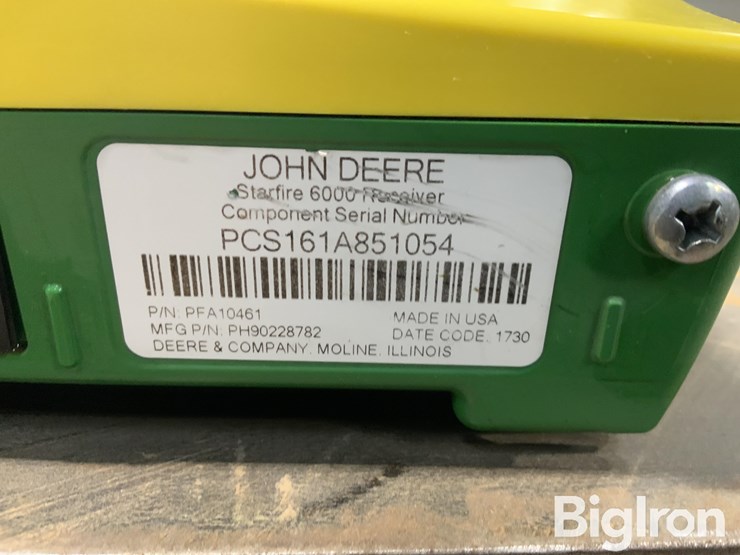 JOHN DEERE
Starfire 6000 Receiver
Component Serial Number
PCS161A851054
P/N: PFA10461
MADE IN USA
MFG P/N: PH90228782
DATE CODE: 1730
DEERE & COMPANY. MOLINE. ILLINOIS
BigIron